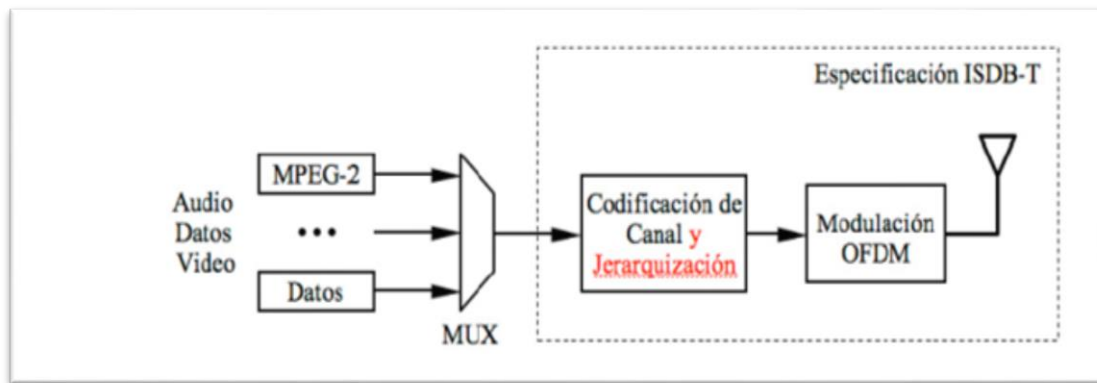 Especificación ISDB-T
MPEG-2
Audio
Datos
Video
...
Datos
MUX
Codificación de
Canal y
Jerarquización
Modulación
OFDM